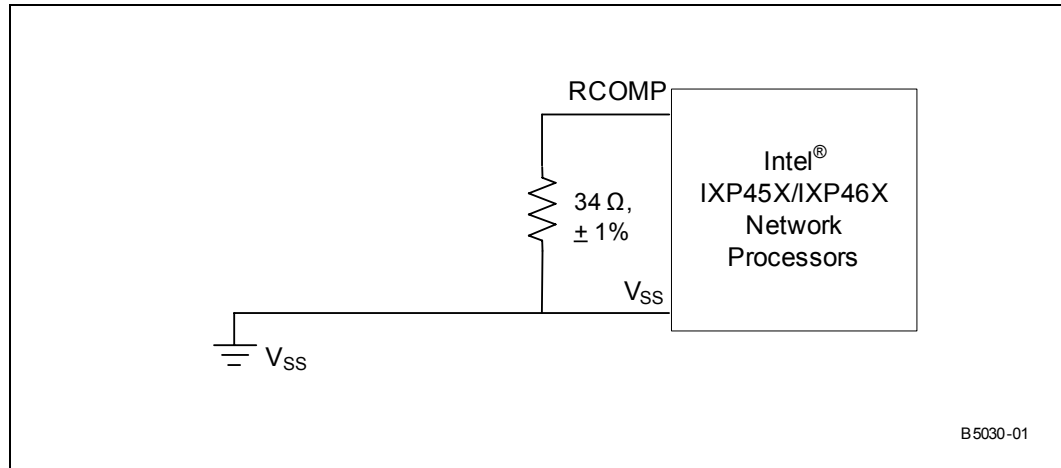 RCOMP
Intel®
IXP45X/IXP46X
Network
Processors
34 Ω,
± 1%
VSS
VSS
B5030-01